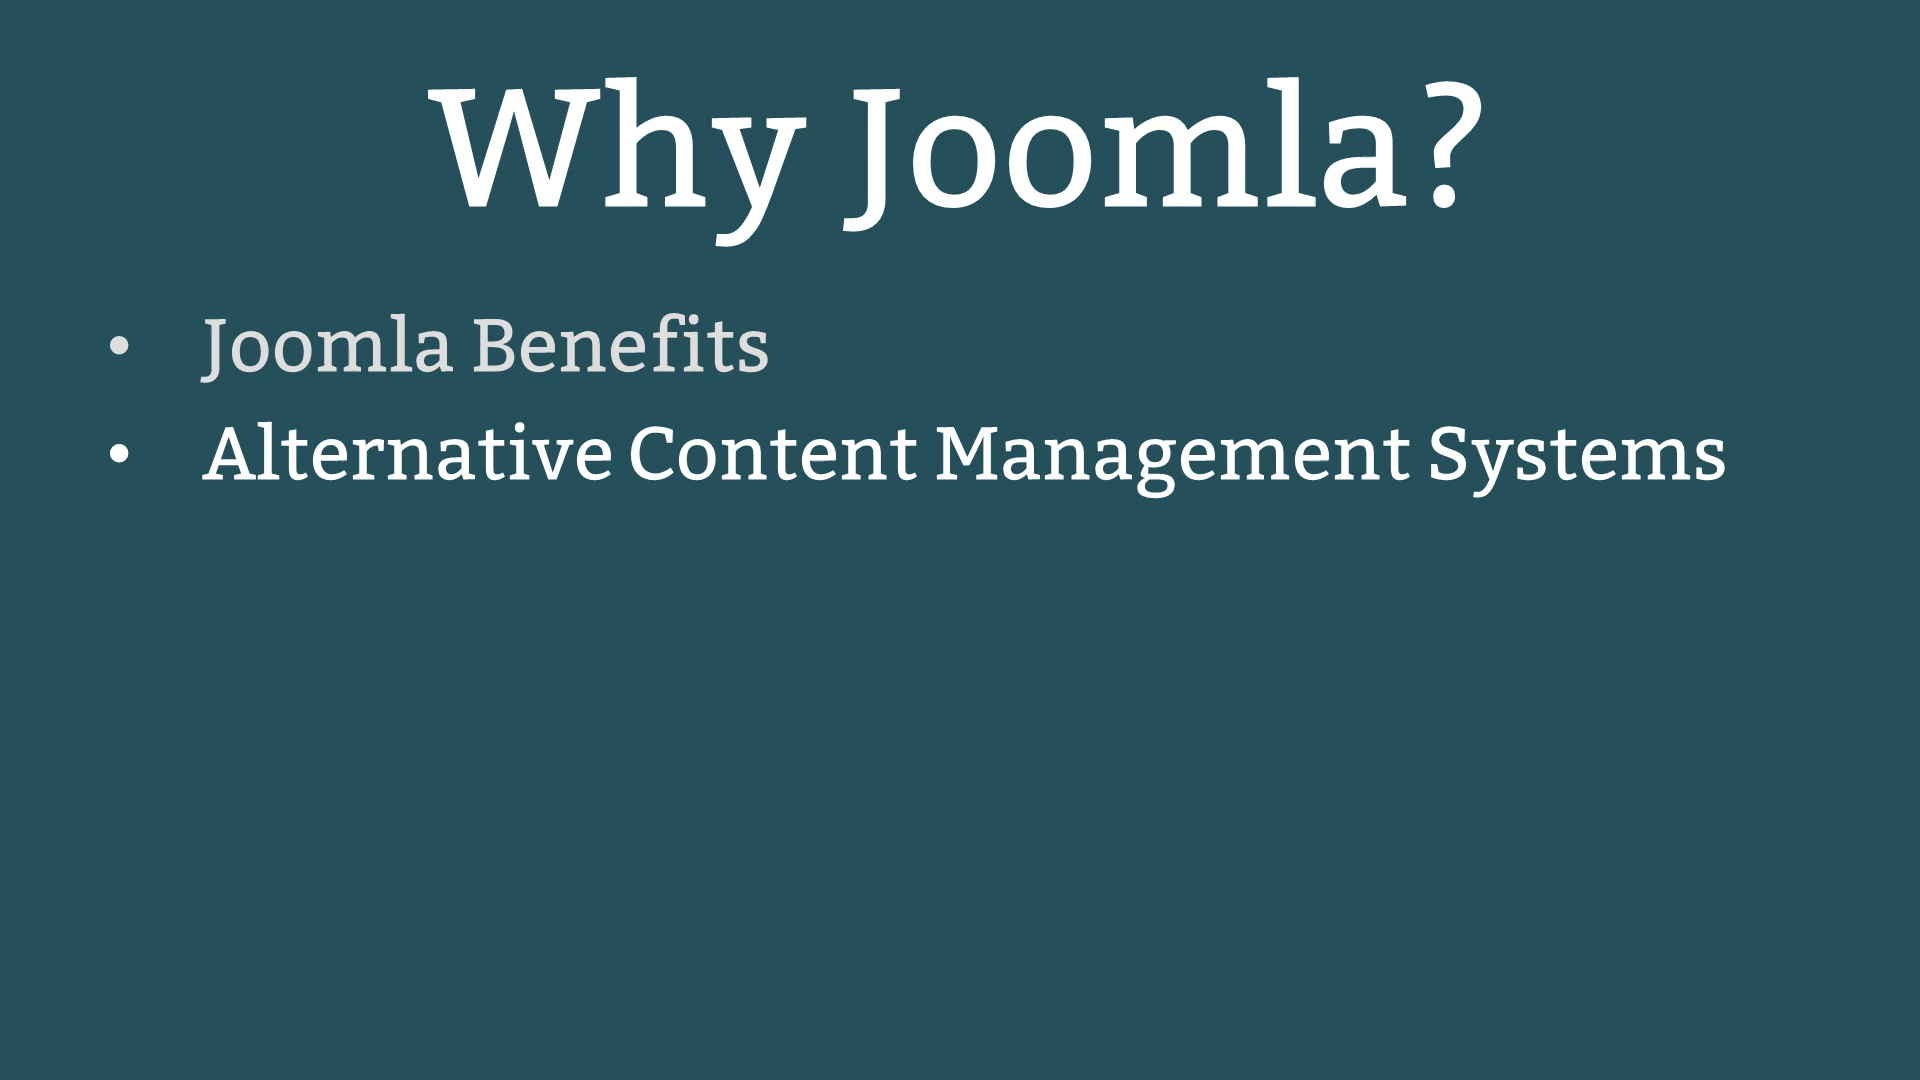 Why Joomla?
• Joomla Benefits
• Alternative Content Management Systems